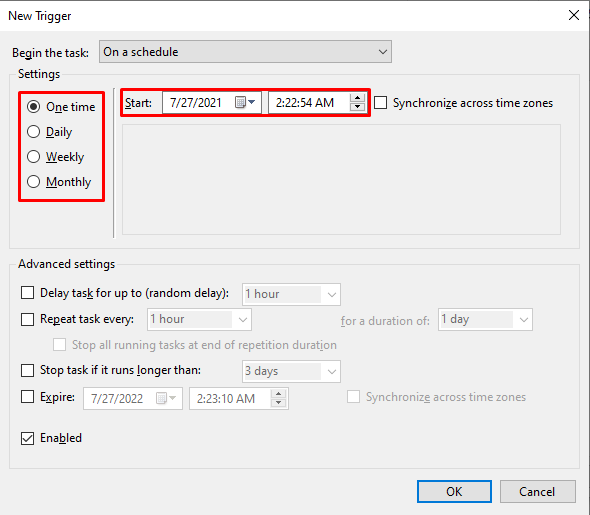 New Trigger
Begin the task: On a schedule
Settings
One time
Daily
Weekly
Monthly
Start: 7/27/2021 2:22:54 AM Synchronize across time zones
Advanced settings
Delay task for up to (random delay): 1 hour
Repeat task every: 1 hour for a duration of: 1 day
Stop all running tasks at end of repetition duration
Stop task if it runs longer than: 3 days
Expire: 7/27/2022 2:23:10 AM Synchronize across time zones
Enabled
OK Cancel